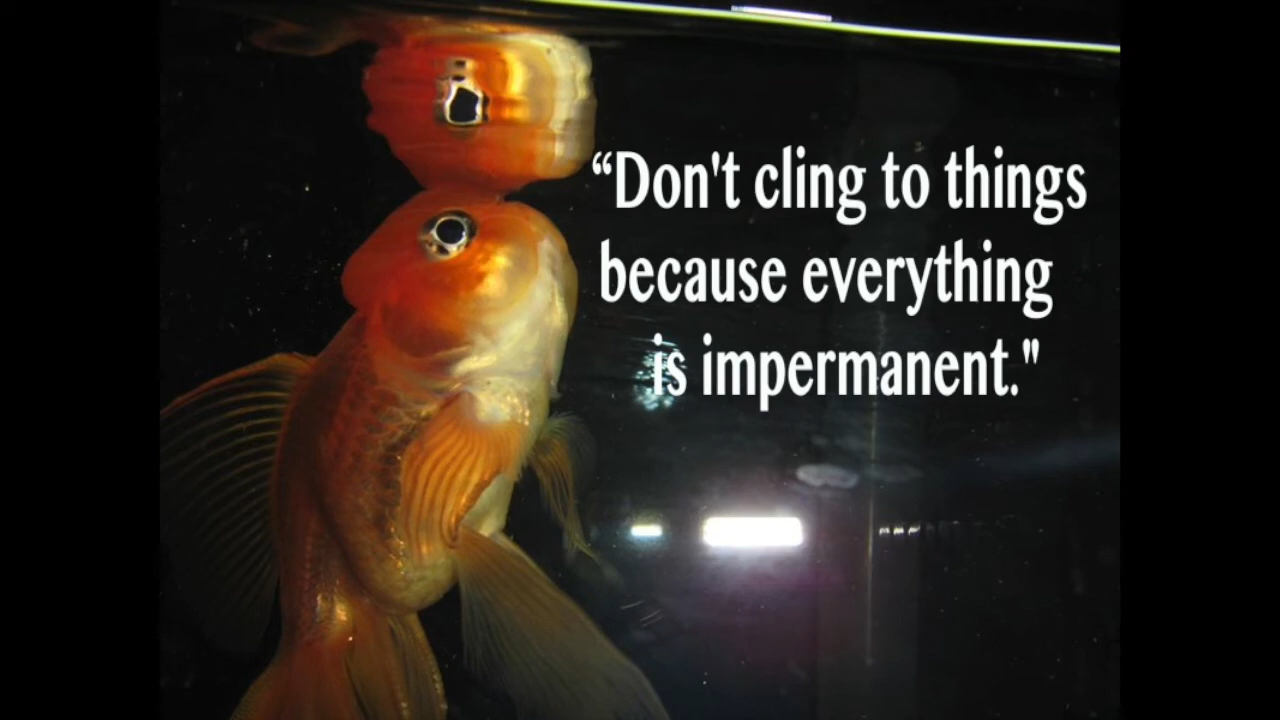 “Don't cling to things
because everything
is impermanent."